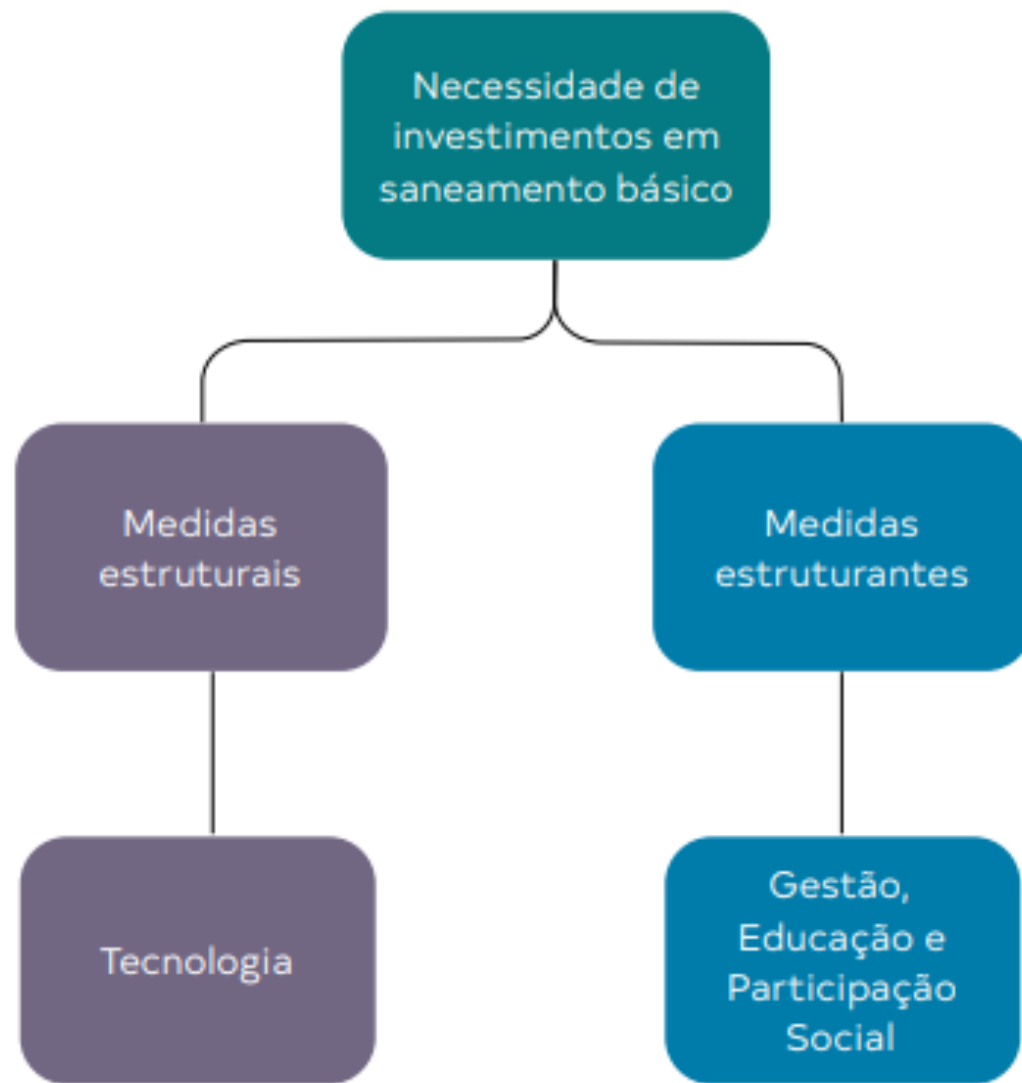 Necessidade de
investimentos em
saneamento básico
Medidas
estruturais
Medidas
estruturantes
Tecnologia
Gestão,
Educação e
Participação
Social